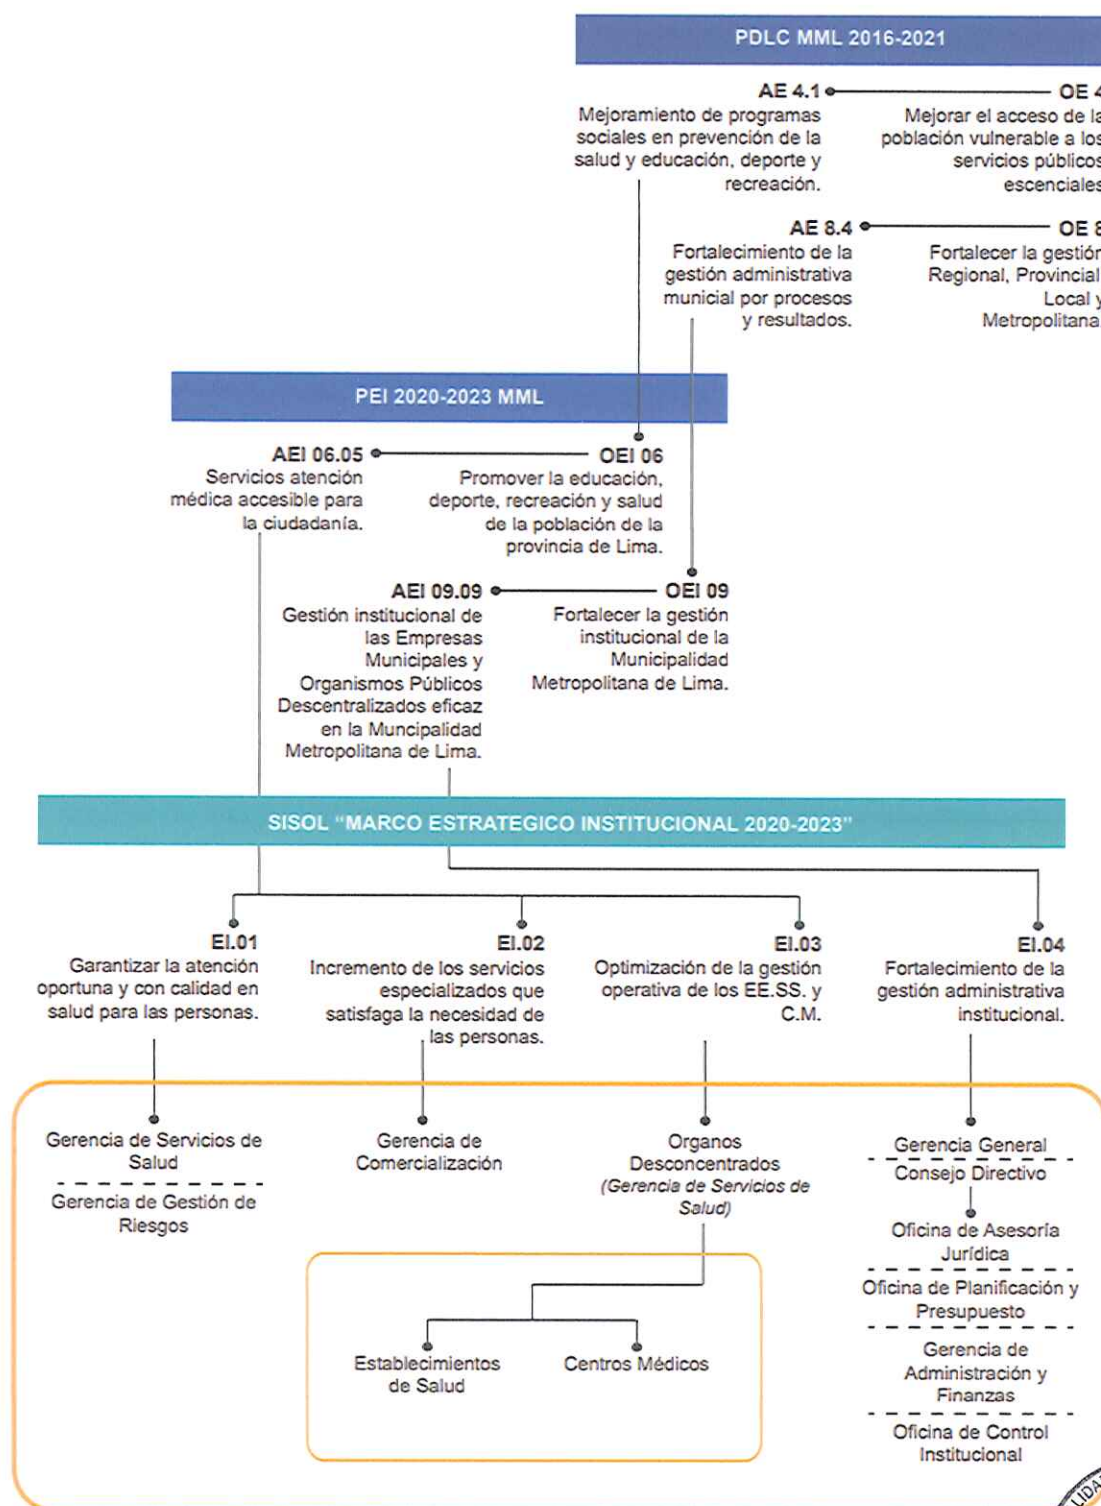 PDLC MML 2016-2021
AE 4.1
Mejoramiento de programas
sociales en prevención de la
salud y educación, deporte y
recreación.
OE 4
Mejorar el acceso de la
población vulnerable a los
servicios públicos
escenciales
AE 8.4
Fortalecimiento de la
gestión administrativa
municial por procesos
y resultados.
OE 8
Fortalecer la gestión
Regional, Provincial
Local y
Metropolitana.
PEI 2020-2023 MML
AEI 06.05
Servicios atención
médica accesible para
la ciudadanía.
OEI 06
Promover la educación,
deporte, recreación y salud
de la población de la
provincia de Lima.
AEI 09.09
Gestión institucional de
las Empresas
Municipales y
Organismos Públicos
Descentralizados eficaz
en la Muncipalidad
Metropolitana de Lima.
OEI 09
Fortalecer la gestión
institucional de la
Municipalidad
Metropolitana de Lima.
SISOL “MARCO ESTRATEGICO INSTITUCIONAL 2020-2023”
EI.01
Garantizar la atención
oportuna y con calidad en
salud para las personas.
EI.02
Incremento de los servicios
especializados que
satisfaga la necesidad de
las personas.
EI.03
Optimización de la gestión
operativa de los EE.SS. y
C.M.
EI.04
Fortalecimiento de la
gestión administrativa
institucional.
Gerencia de Servicios de
Salud
Gerencia de Gestión de
Riesgos
Gerencia de
Comercialización
Organos
Desconcentrados
(Gerencia de Servicios de
Salud)
Establecimientos
de Salud
Centros Médicos
Gerencia General
Consejo Directivo
Oficina de Asesoría
Jurídica
Oficina de Planificación y
Presupuesto
Gerencia de
Administración y
Finanzas
Oficina de Control
Institucional